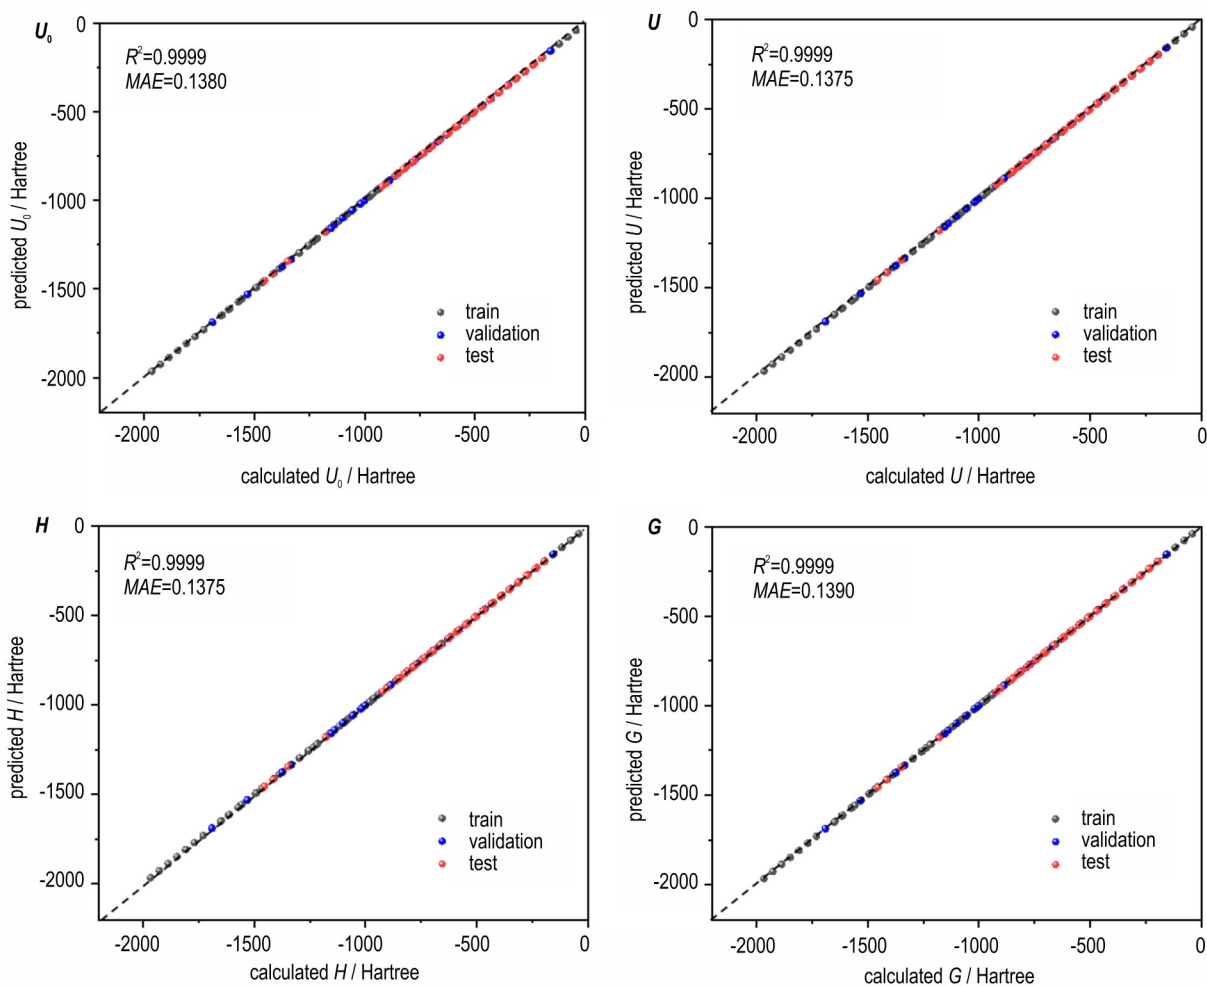 U₀
R²=0.9999
MAE=0.1380
0
-500
-1000
-1500
-2000
predicted U₀ / Hartree
train
validation
test
-2000 -1500 -1000 -500 0
calculated U₀ / Hartree
U
R²=0.9999
MAE=0.1375
0
-500
-1000
-1500
-2000
predicted U / Hartree
train
validation
test
-2000 -1500 -1000 -500 0
calculated U / Hartree
H
R²=0.9999
MAE=0.1375
0
-500
-1000
-1500
-2000
predicted H / Hartree
train
validation
test
-2000 -1500 -1000 -500 0
calculated H / Hartree
G
R²=0.9999
MAE=0.1390
0
-500
-1000
-1500
-2000
predicted G / Hartree
train
validation
test
-2000 -1500 -1000 -500 0
calculated G / Hartree